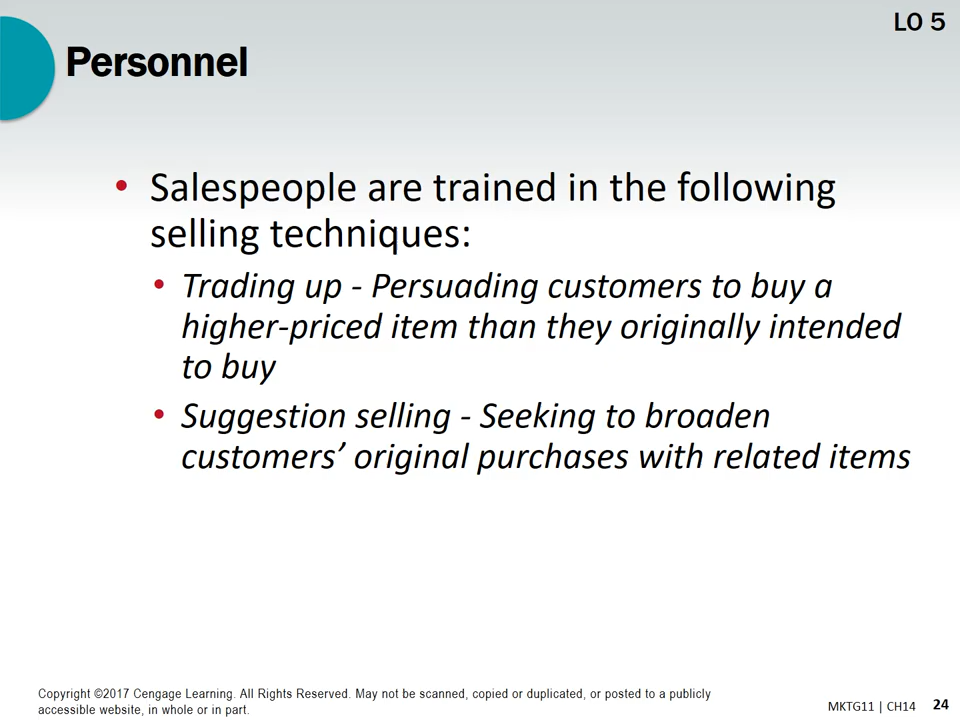 LO 5
Personnel
• Salespeople are trained in the following
selling techniques:
• Trading up - Persuading customers to buy a
higher-priced item than they originally intended
to buy
• Suggestion selling - Seeking to broaden
customers’ original purchases with related items
Copyright ©2017 Cengage Learning. All Rights Reserved. May not be scanned, copied or duplicated, or posted to a publicly
accessible website, in whole or in part.
MKTG11 | CH14 24